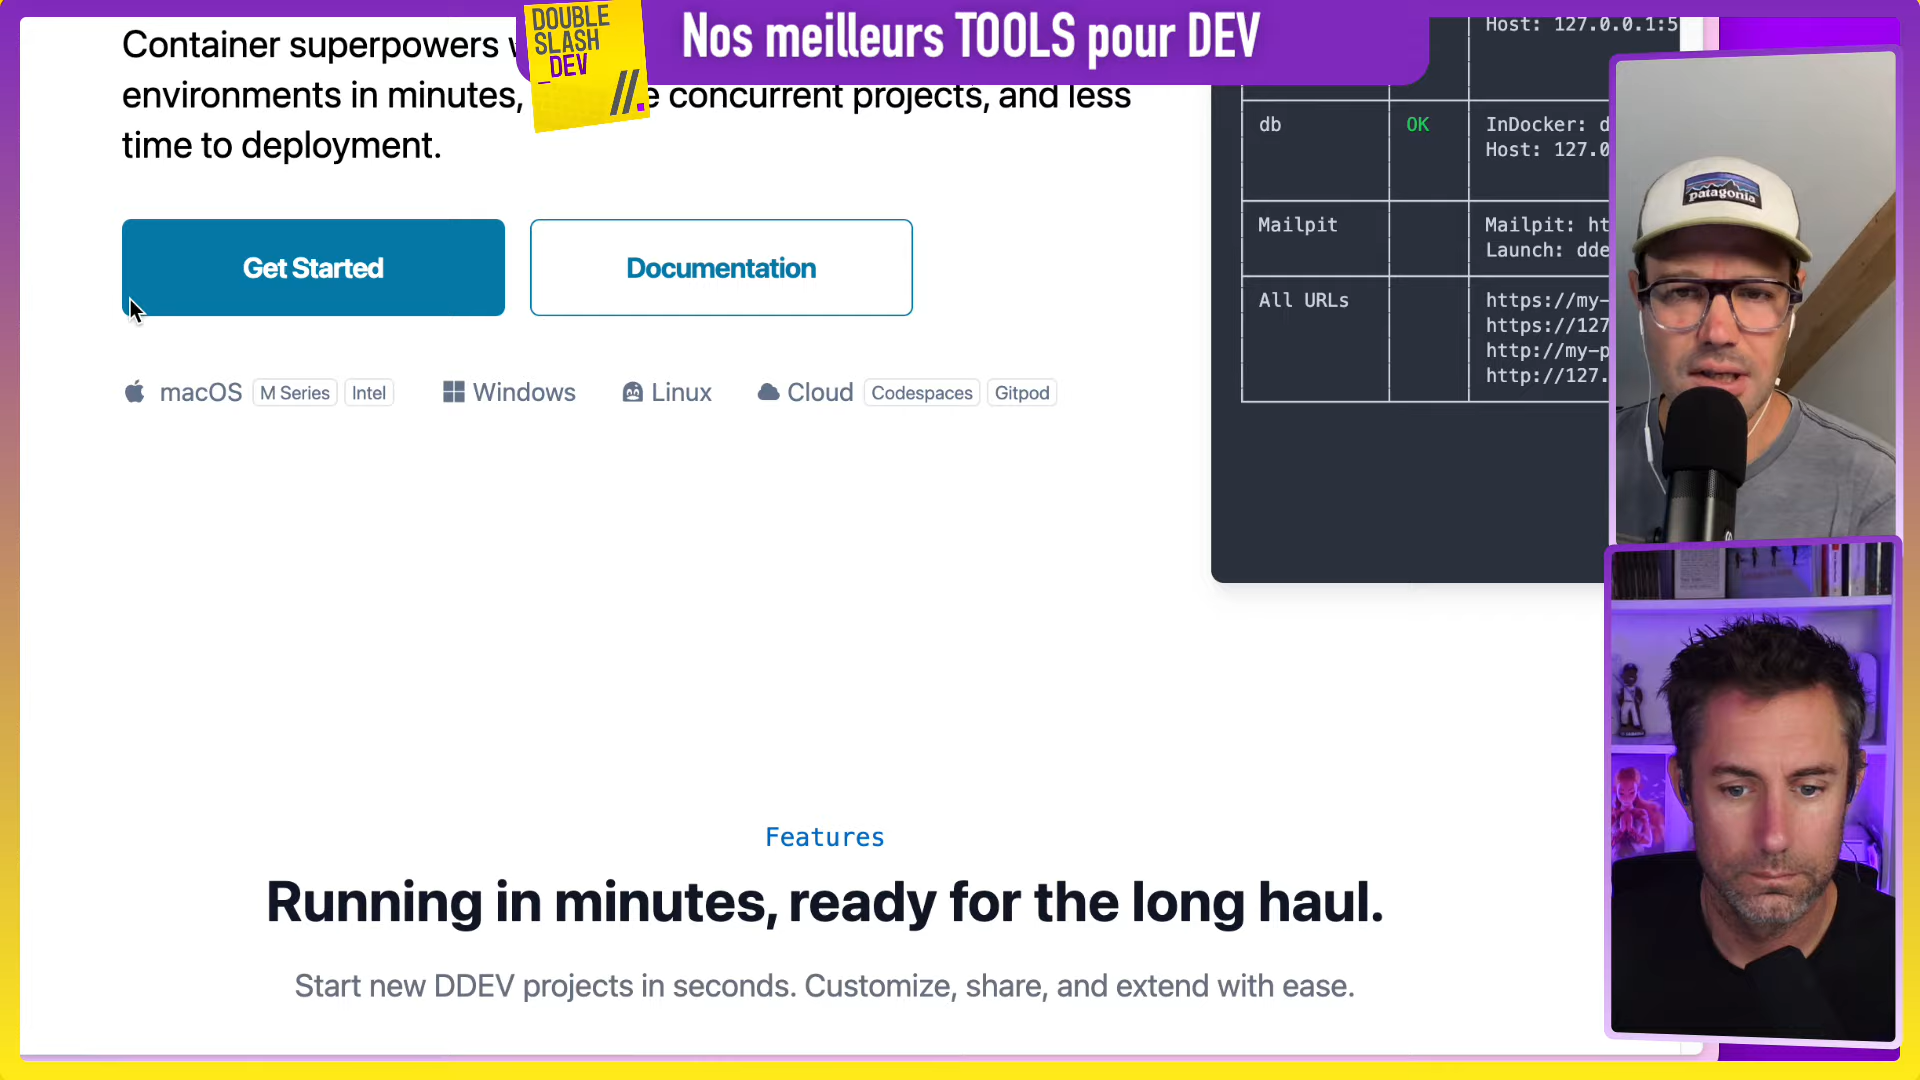 DOUBLE
SLASH
_DEV
//.
Nos meilleurs TOOLS pour DEV
Container superpowers
environments in minutes, concurrent projects, and less
time to deployment.
Get Started
Documentation
macOS M Series Intel Windows Linux Cloud Codespaces Gitpod
Host: 127.0.0.1:5
db OK InDocker: d
Host: 127.0
Mailpit Mailpit: ht
Launch: dde
All URLs https://my-
https://127
http://my-p
http://127.
patagonia
Features
Running in minutes, ready for the long haul.
Start new DDEV projects in seconds. Customize, share, and extend with ease.